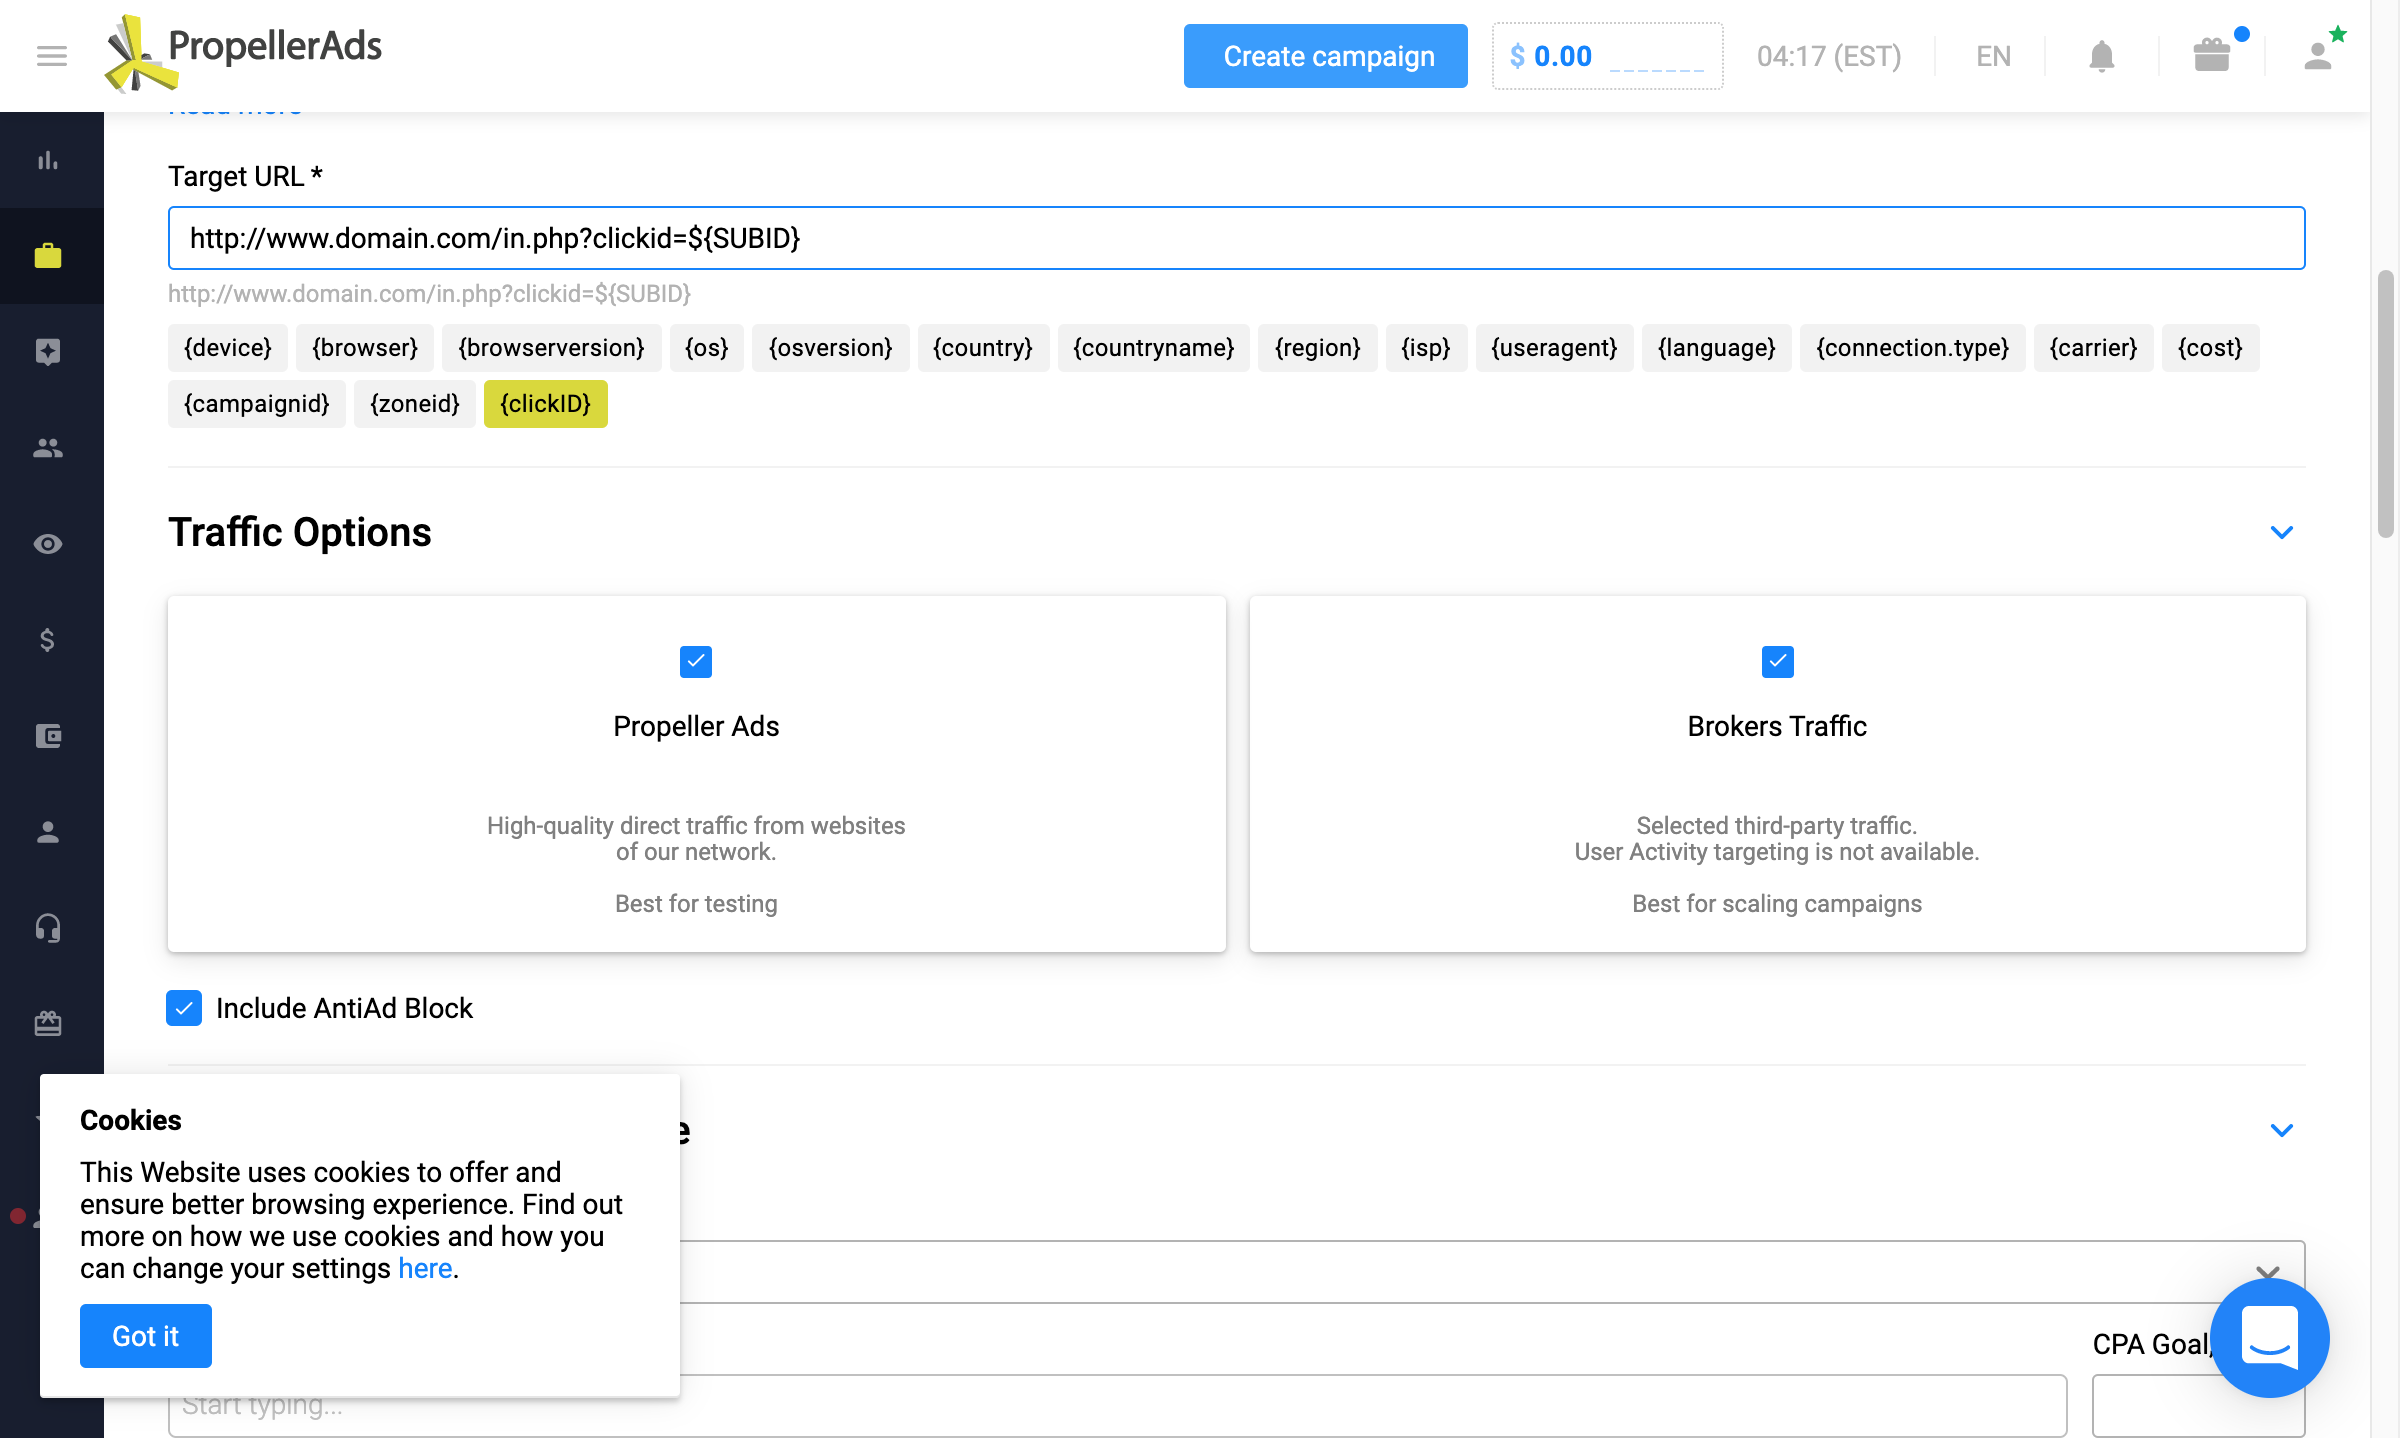 PropellerAds
Create campaign
$ 0.00
04:17 (EST)
EN
Read more
Target URL *
http://www.domain.com/in.php?clickid=${SUBID}
http://www.domain.com/in.php?clickid=${SUBID}
{device} {browser} {browserversion} {os} {osversion} {country} {countryname} {region} {isp} {useragent} {language} {connection.type} {carrier} {cost}
{campaignid} {zoneid} {clickID}
Traffic Options
Propeller Ads
High-quality direct traffic from websites
of our network.
Best for testing
Brokers Traffic
Selected third-party traffic.
User Activity targeting is not available.
Best for scaling campaigns
Include AntiAd Block
Cookies
This Website uses cookies to offer and
ensure better browsing experience. Find out
more on how we use cookies and how you
can change your settings here.
Got it
CPA Goal,
Start typing...